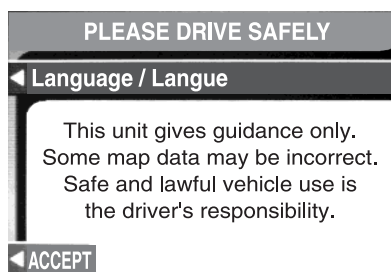 PLEASE DRIVE SAFELY
Language / Langue
This unit gives guidance only.
Some map data may be incorrect.
Safe and lawful vehicle use is
the driver's responsibility.
ACCEPT